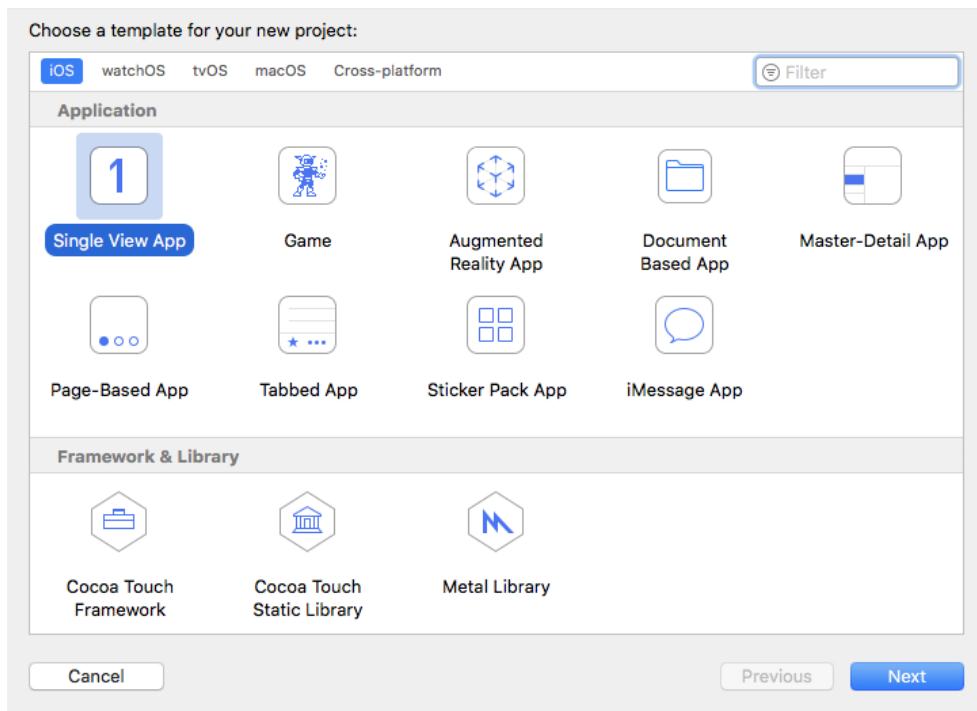 Choose a template for your new project:
iOS watchOS tvOS macOS Cross-platform Filter
Application
1
Single View App Game Augmented Reality App Document Based App Master-Detail App
Page-Based App Tabbed App Sticker Pack App iMessage App
Framework & Library
Cocoa Touch Framework Cocoa Touch Static Library Metal Library
Cancel Previous Next